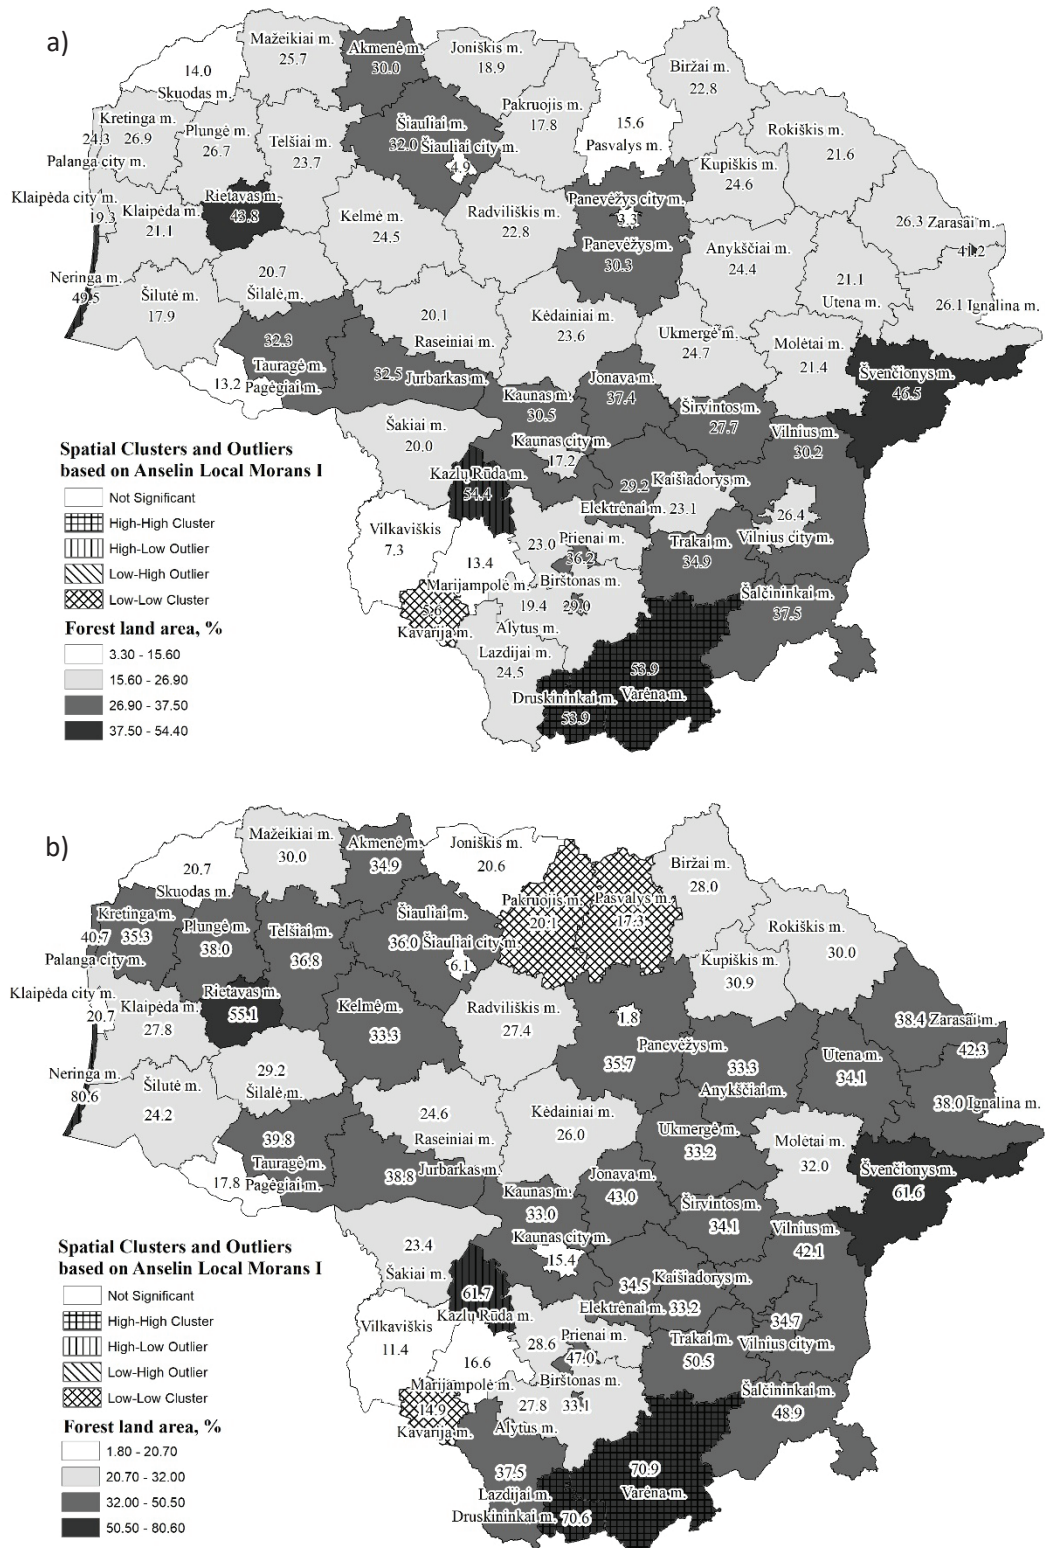 a)
Mažeikiai m.
25.7
Akmenė m.
30.0
Joniškis m.
18.9
14.0
Skuodas m.
Biržai m.
22.8
Pakruojis m.
17.8
15.6
Pasvalys m.
Kretinga m.
24.3 26.9
Palanga city m.
Plungė m.
26.7
Telšiai m.
23.7
Šiauliai m.
32.0
Šiauliai city m.
4.9
Rokiškis m.
21.6
Kupiškis m.
24.6
Klaipėda city m.
19.3
Klaipėda m.
21.1
Rietavas m.
43.8
Kelmė m.
24.5
Radviliškis m.
22.8
Panevėžys city m.
3.3
Panevėžys m.
30.3
Anykščiai m.
24.4
26.3 Zarasai m.
41.2
21.1
Utena m.
26.1 Ignalina m.
Neringa m.
49.5
Šilutė m.
17.9
20.7
Šilalė m.
20.1
Raseiniai m.
Kėdainiai m.
23.6
Ukmergė m.
24.7
Molėtai m.
21.4
Švenčionys m.
46.5
32.3
Tauragė m.
13.2 Pagėgiai m.
32.5 Jurbarkas m.
Jonava m.
37.4
Kaunas m.
30.5
Kaunas city m.
17.2
Širvintos m.
27.7
Vilnius m.
30.2
Šakiai m.
20.0
Kazlų Rūda m.
54.4
29.2 Kaišiadorys m.
Elektrėnai m. 23.1
26.4
Vilnius city m.
Vilkaviškis
7.3
13.4
Marijampolė m.
23.0 Prienai m.
36.2
Birštonas m.
Trakai m.
34.9
5.6
Kavarija m.
19.4 29.0
Alytus m.
Šalčininkai m.
37.5
Lazdijai m.
24.5
53.9
Varėna m.
Druskininkai m.
53.9
Spatial Clusters and Outliers
based on Anselin Local Morans I
Not Significant
High-High Cluster
High-Low Outlier
Low-High Outlier
Low-Low Cluster
Forest land area, %
3.30 - 15.60
15.60 - 26.90
26.90 - 37.50
37.50 - 54.40
b)
Mažeikiai m.
30.0
Akmenė m.
34.9
Joniškis m.
20.6
20.7
Skuodas m.
Biržai m.
28.0
Pakruojis m.
20.1
Pasvalys m.
17.3
Kretinga m.
40.7 35.3
Palanga city m.
Plungė m.
38.0
Telšiai m.
36.8
Šiauliai m.
36.0 Šiauliai city m.
6.1
Rokiškis m.
30.0
Kupiškis m.
30.9
Klaipėda city m.
20.7
Klaipėda m.
27.8
Rietavas m.
55.1
Kelmė m.
33.3
Radviliškis m.
27.4
1.8
Panevėžys m.
35.7
33.3
Anykščiai m.
38.4 Zarasai m.
42.3
Utena m.
34.1
38.0 Ignalina m.
Neringa m.
80.6
Šilutė m.
24.2
29.2
Šilalė m.
24.6
Raseiniai m.
Kėdainiai m.
26.0
Ukmergė m.
33.2
Molėtai m.
32.0
Švenčionys m.
61.6
39.8
Tauragė m.
17.8 Pagėgiai m.
38.8 Jurbarkas m.
Jonava m.
43.0
Kaunas m.
33.0
Kaunas city m.
15.4
Širvintos m.
34.1
Vilnius m.
42.1
23.4
Šakiai m.
61.7
Kazlų Rūda m.
34.5 Kaišiadorys m.
Elektrėnai m. 33.2
34.7
Vilnius city m.
Vilkaviškis
11.4
16.6
Marijampolė m.
28.6 Prienai m.
47.0
Birštonas m.
Trakai m.
50.5
14.9
Kavarija m.
27.8 33.1
Alytus m.
Šalčininkai m.
48.9
37.5
Lazdijai m.
70.9
Varėna m.
Druskininkai m. 70.6
Spatial Clusters and Outliers
based on Anselin Local Morans I
Not Significant
High-High Cluster
High-Low Outlier
Low-High Outlier
Low-Low Cluster
Forest land area, %
1.80 - 20.70
20.70 - 32.00
32.00 - 50.50
50.50 - 80.60